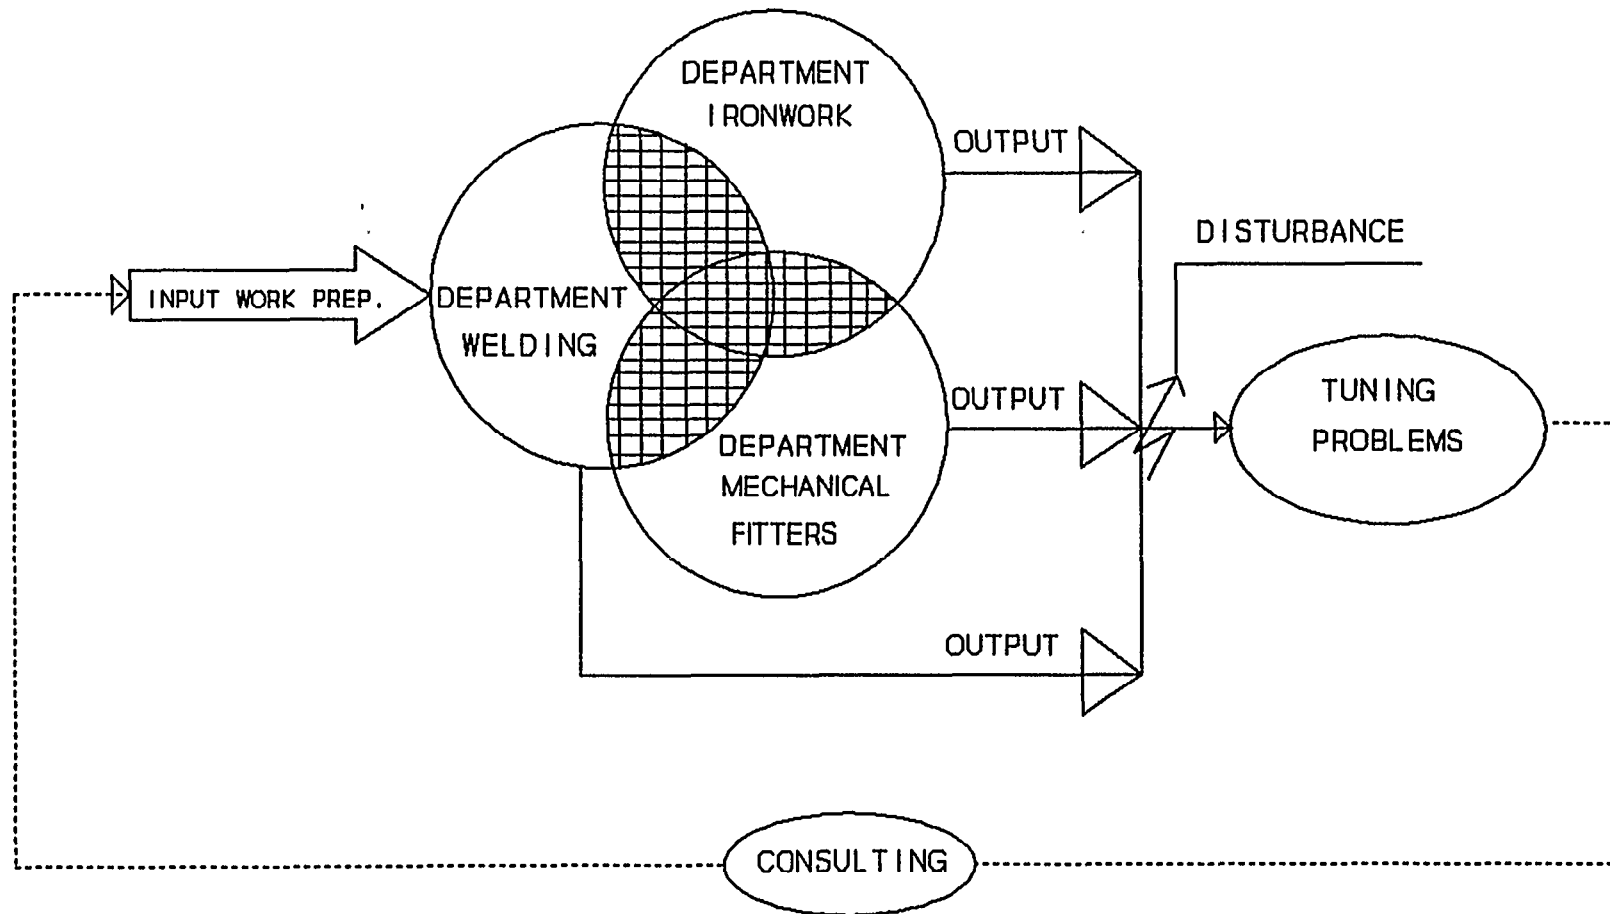 DEPARTMENT
IRONWORK
OUTPUT
DISTURBANCE
INPUT WORK PREP.
DEPARTMENT
WELDING
OUTPUT
TUNING
PROBLEMS
DEPARTMENT
MECHANICAL
FITTERS
OUTPUT
CONSULTING